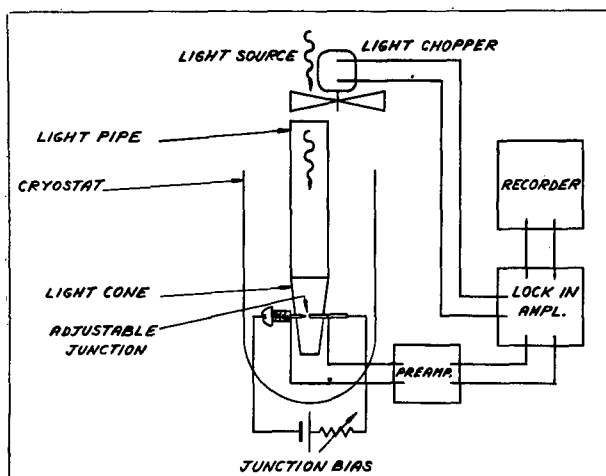 LIGHT SOURCE
LIGHT CHOPPER
LIGHT PIPE
CRYOSTAT
RECORDER
LIGHT CONE
LOCK IN
AMPL.
ADJUSTABLE
JUNCTION
PREAMP.
JUNCTION BIAS